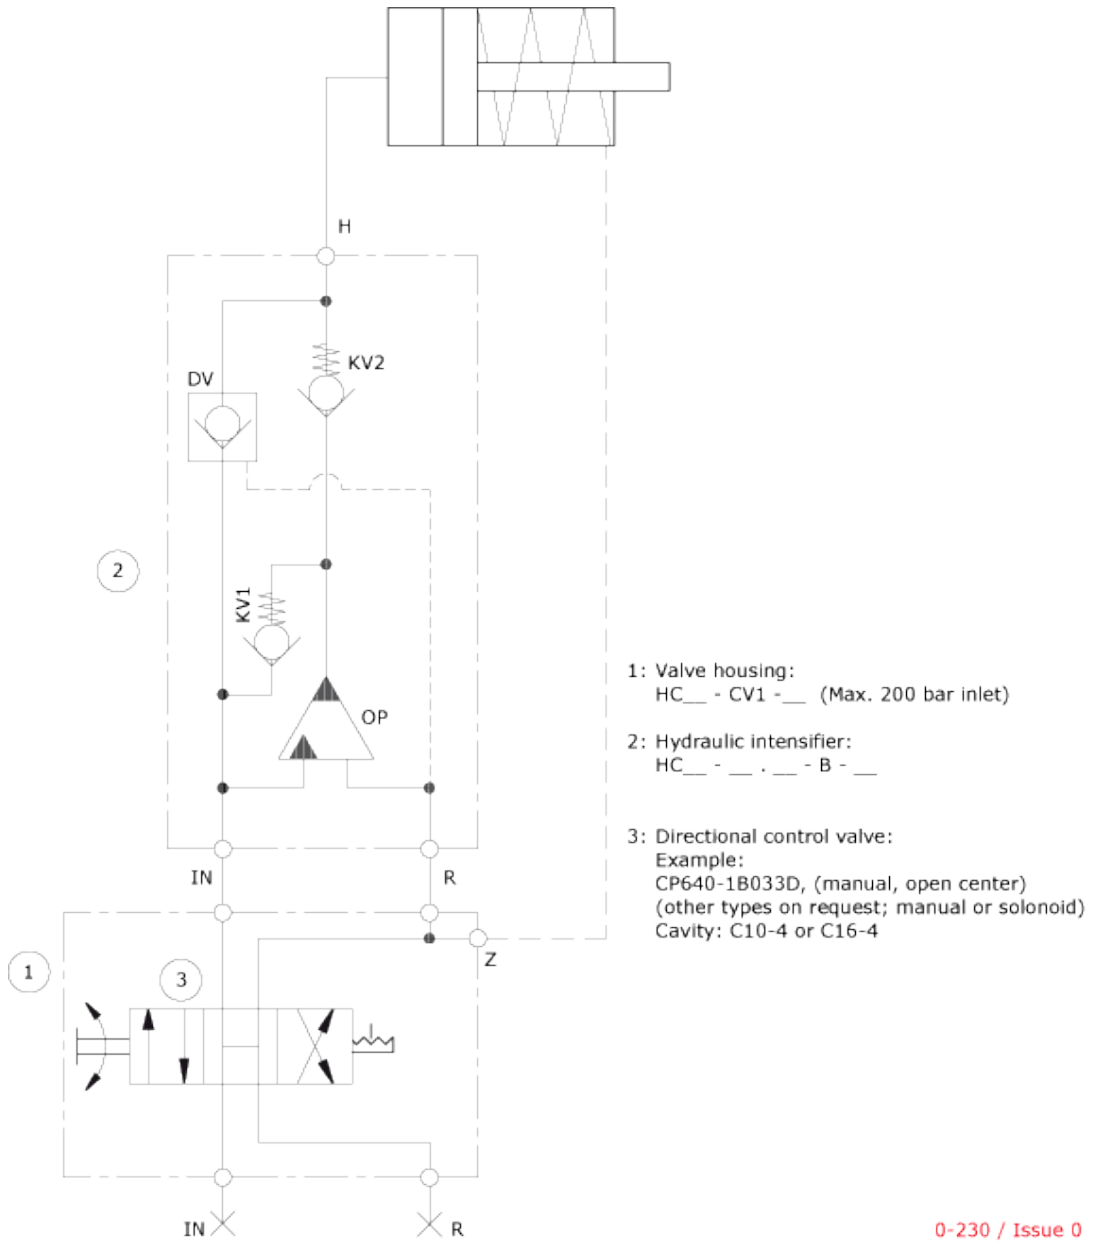 H
KV2
DV
2
KV1
OP
1: Valve housing:
HC__ - CV1 -__ (Max. 200 bar inlet)
2: Hydraulic intensifier:
HC__ - __ . __ - B - __
3: Directional control valve:
Example:
CP640-1B033D, (manual, open center)
(other types on request; manual or solonoid)
Cavity: C10-4 or C16-4
IN
R
Z
1
3
IN
R
0-230 / Issue 0